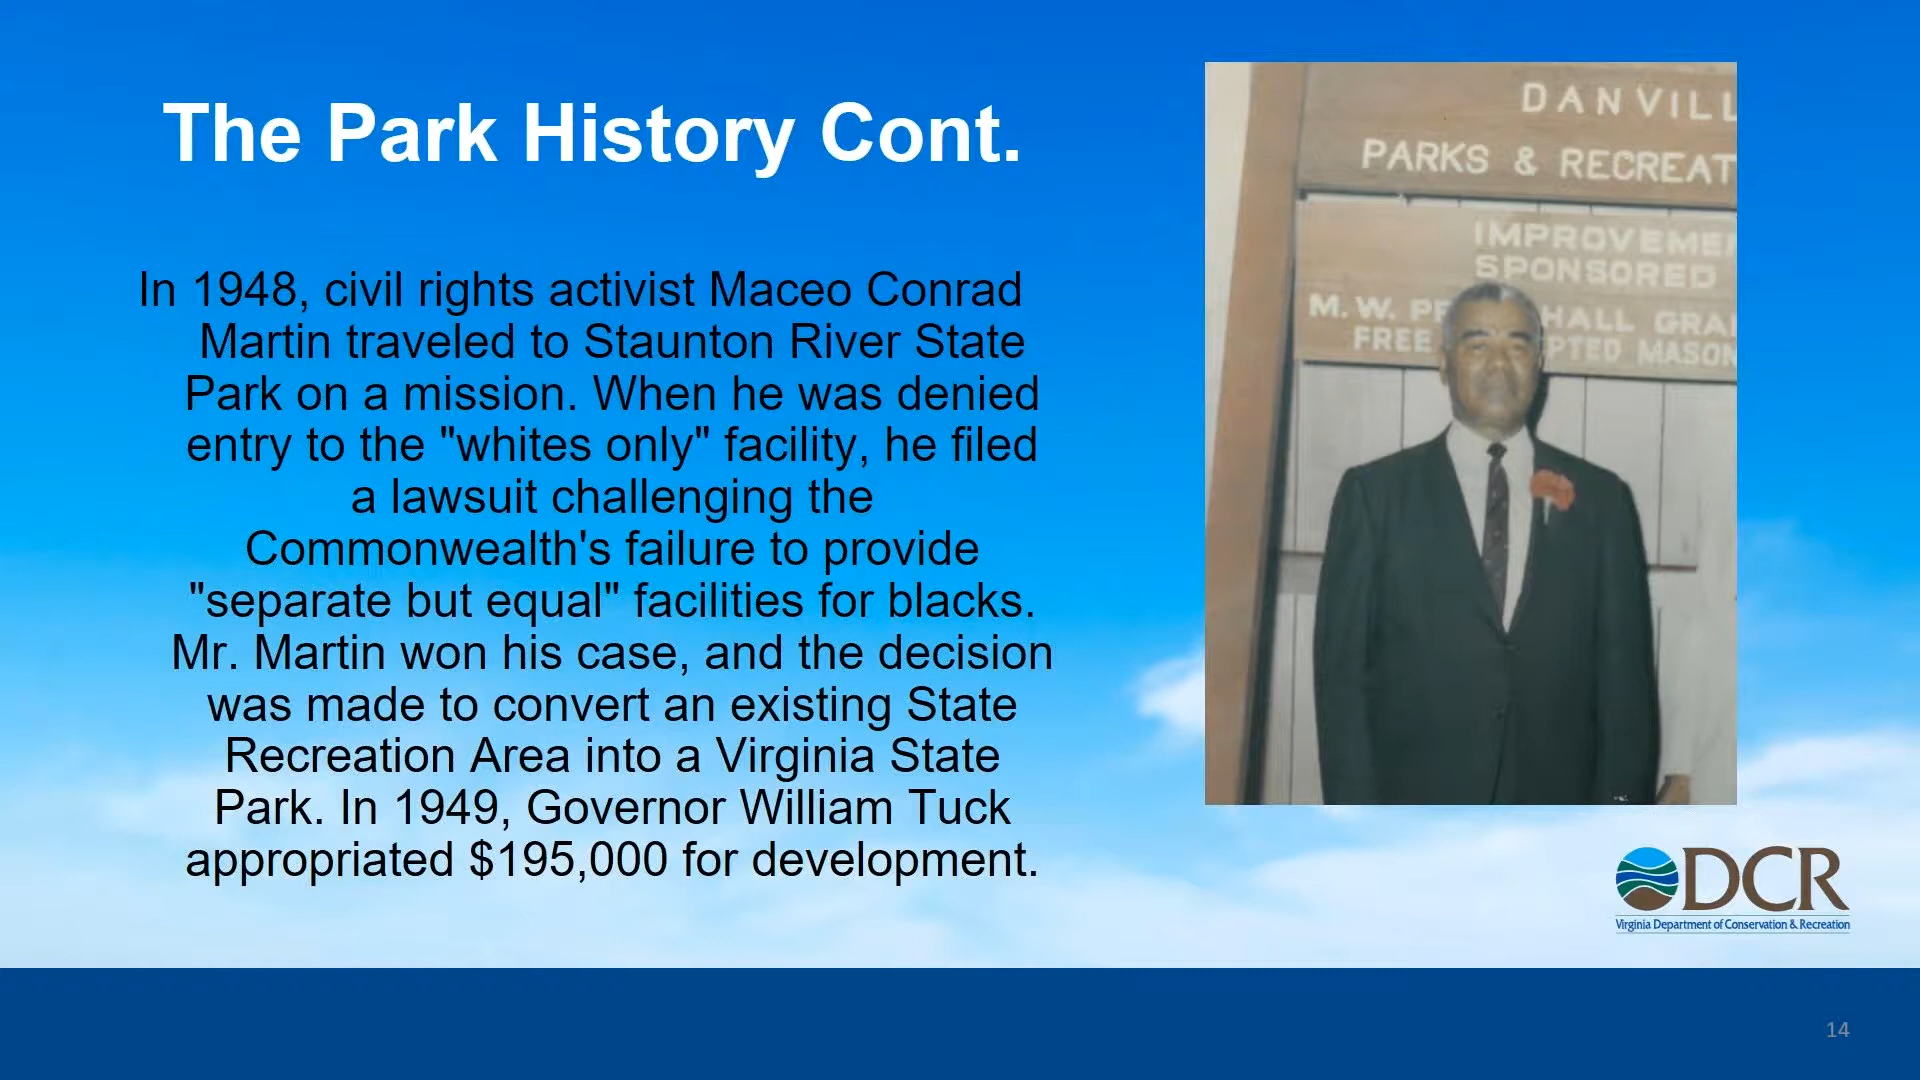 The Park History Cont.
In 1948, civil rights activist Maceo Conrad
Martin traveled to Staunton River State
Park on a mission. When he was denied
entry to the "whites only" facility, he filed
a lawsuit challenging the
Commonwealth's failure to provide
"separate but equal" facilities for blacks.
Mr. Martin won his case, and the decision
was made to convert an existing State
Recreation Area into a Virginia State
Park. In 1949, Governor William Tuck
appropriated $195,000 for development.
DANVILL
PARKS & RECREAT
IMPROVEMEN
SPONSORED
M. W. PR HALL GRA
FREE PTED MASON
DCR
Virginia Department of Conservation & Recreation
14